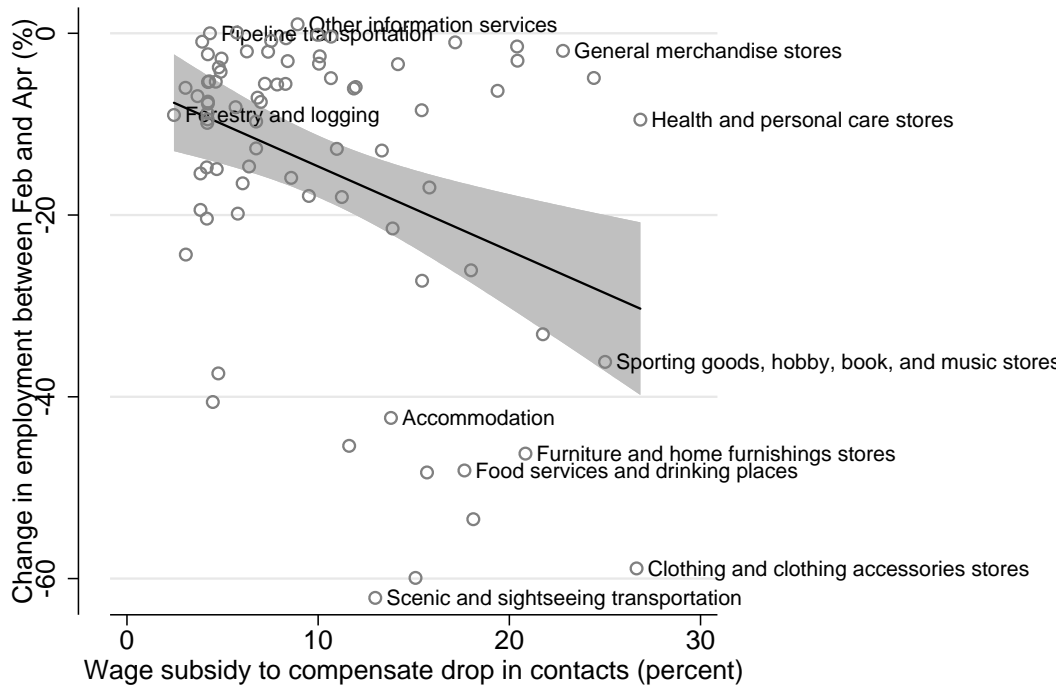 Other information services
Pipeline transportation
General merchandise stores
Forestry and logging
Health and personal care stores
Sporting goods, hobby, book, and music stores
Accommodation
Furniture and home furnishings stores
Food services and drinking places
Clothing and clothing accessories stores
Scenic and sightseeing transportation
Change in employment between Feb and Apr (%)
0
-20
-40
-60
0 10 20 30
Wage subsidy to compensate drop in contacts (percent)